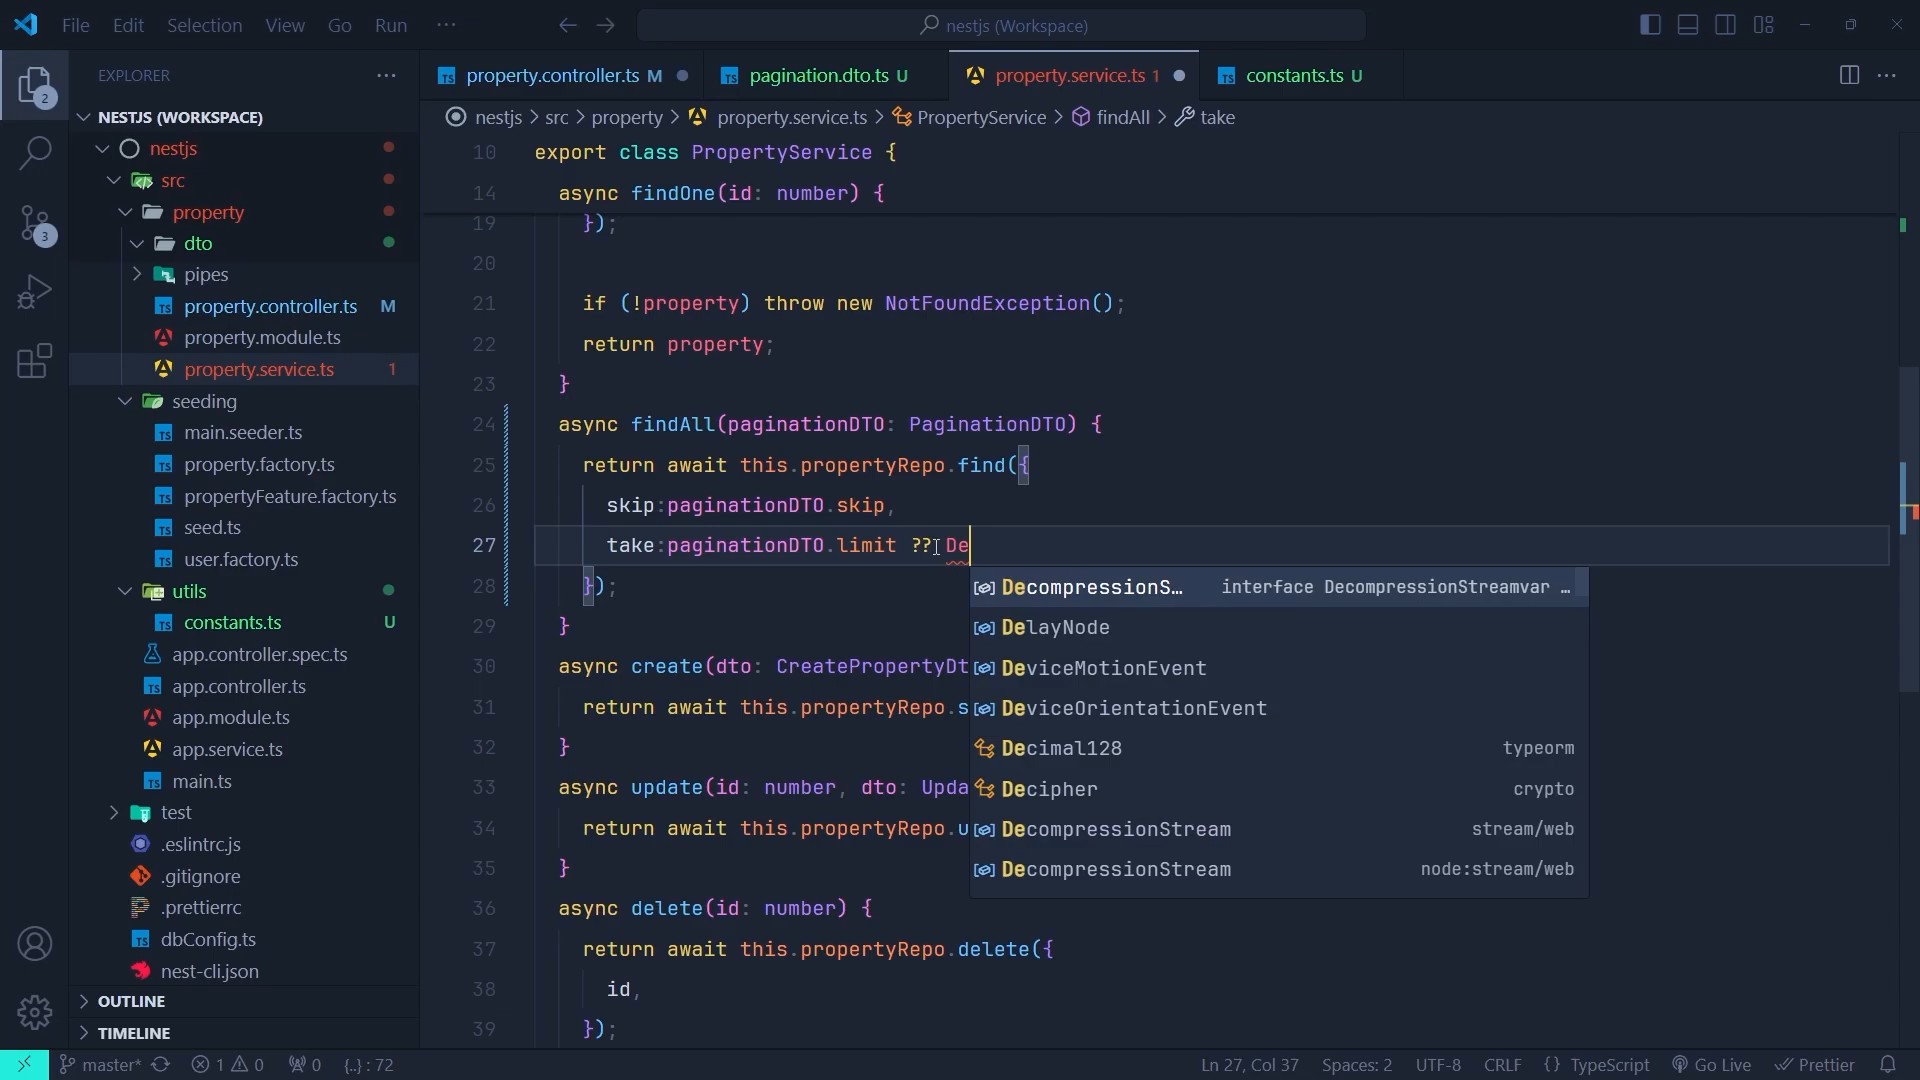 File Edit Selection View Go Run ···
nestjs (Workspace)
EXPLORER
NESTJS (WORKSPACE)
nestjs
src
property
dto
pipes
property.controller.ts M
property.module.ts
property.service.ts 1
seeding
main.seeder.ts
property.factory.ts
propertyFeature.factory.ts
seed.ts
user.factory.ts
utils
constants.ts U
app.controller.spec.ts
app.controller.ts
app.module.ts
app.service.ts
main.ts
test
.eslintrc.js
.gitignore
.prettierrc
dbConfig.ts
nest-cli.json
OUTLINE
TIMELINE
2
3
property.controller.ts M
pagination.dto.ts U
property.service.ts 1
constants.ts U
nestjs > src > property > property.service.ts > PropertyService > findAll > take
10 export class PropertyService {
14 async findOne(id: number) {
19 });
20
21 if (!property) throw new NotFoundException();
22 return property;
23 }
24 async findAll(paginationDTO: PaginationDTO) {
25 return await this.propertyRepo.find({
26 skip:paginationDTO.skip,
27 take:paginationDTO.limit ?? De
28 });
29 }
30 async create(dto: CreatePropertyDt
31 return await this.propertyRepo.s
32 }
33 async update(id: number, dto: Upda
34 return await this.propertyRepo.u
35 }
36 async delete(id: number) {
37 return await this.propertyRepo.delete({
38 id,
39 });
DecompressionS… interface DecompressionStreamvar …
DelayNode
DeviceMotionEvent
DeviceOrientationEvent
Decimal128 typeorm
Decipher crypto
DecompressionStream stream/web
DecompressionStream node:stream/web
master* 1 0 0 {..} : 72 Ln 27, Col 37 Spaces: 2 UTF-8 CRLF {} TypeScript Go Live Prettier